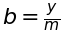 b = y/m